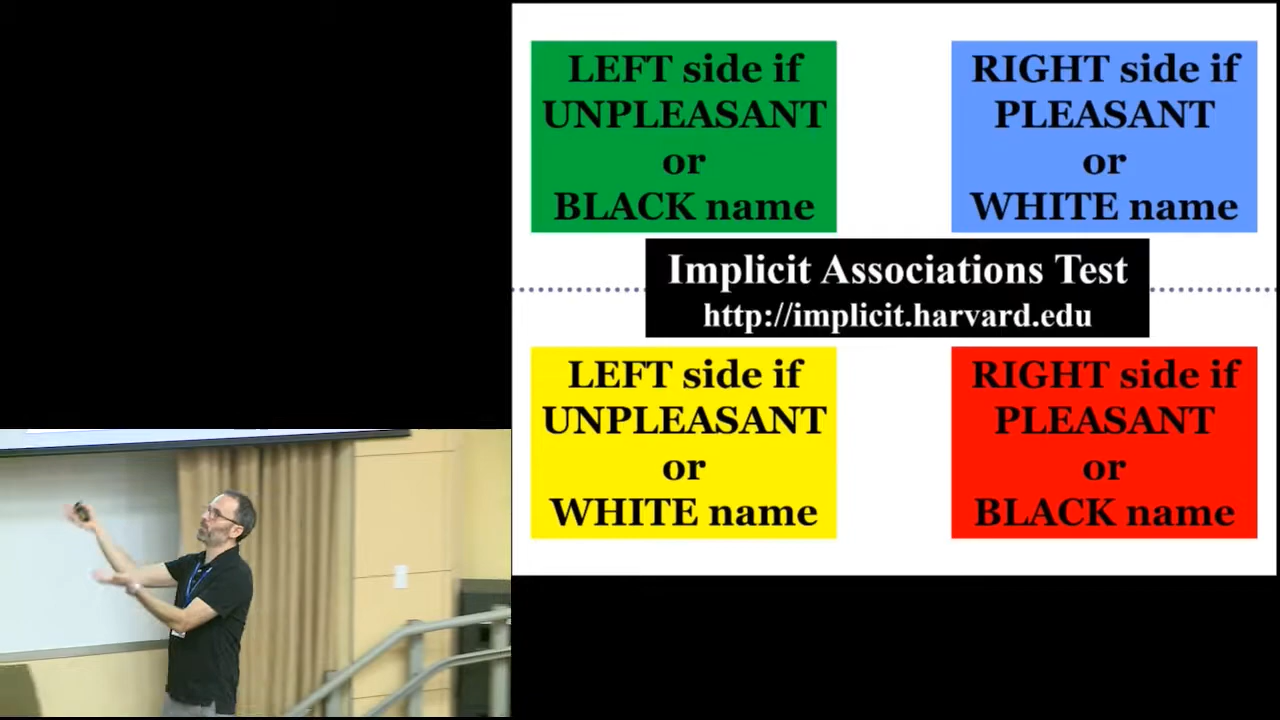 LEFT side if
UNPLEASANT
or
BLACK name
RIGHT side if
PLEASANT
or
WHITE name
Implicit Associations Test
http://implicit.harvard.edu
LEFT side if
UNPLEASANT
or
WHITE name
RIGHT side if
PLEASANT
or
BLACK name